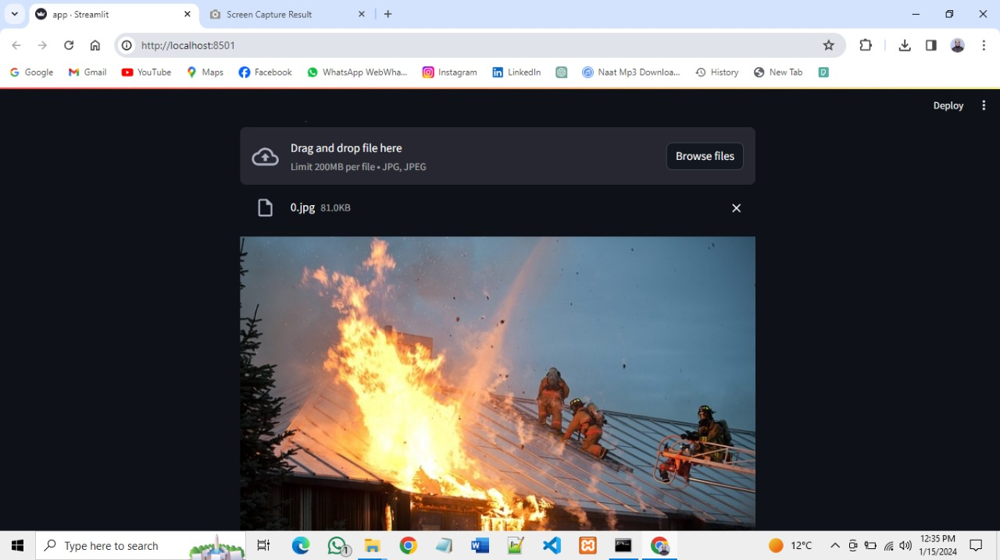 app · Streamlit
Screen Capture Result
http://localhost:8501
Google Gmail YouTube Maps Facebook WhatsApp WebWha... Instagram LinkedIn Naat Mp3 Downloa... History New Tab
Deploy
Drag and drop file here
Limit 200MB per file • JPG, JPEG
Browse files
0.jpg 81.0KB
Type here to search
1
12°C
12:35 PM
1/15/2024